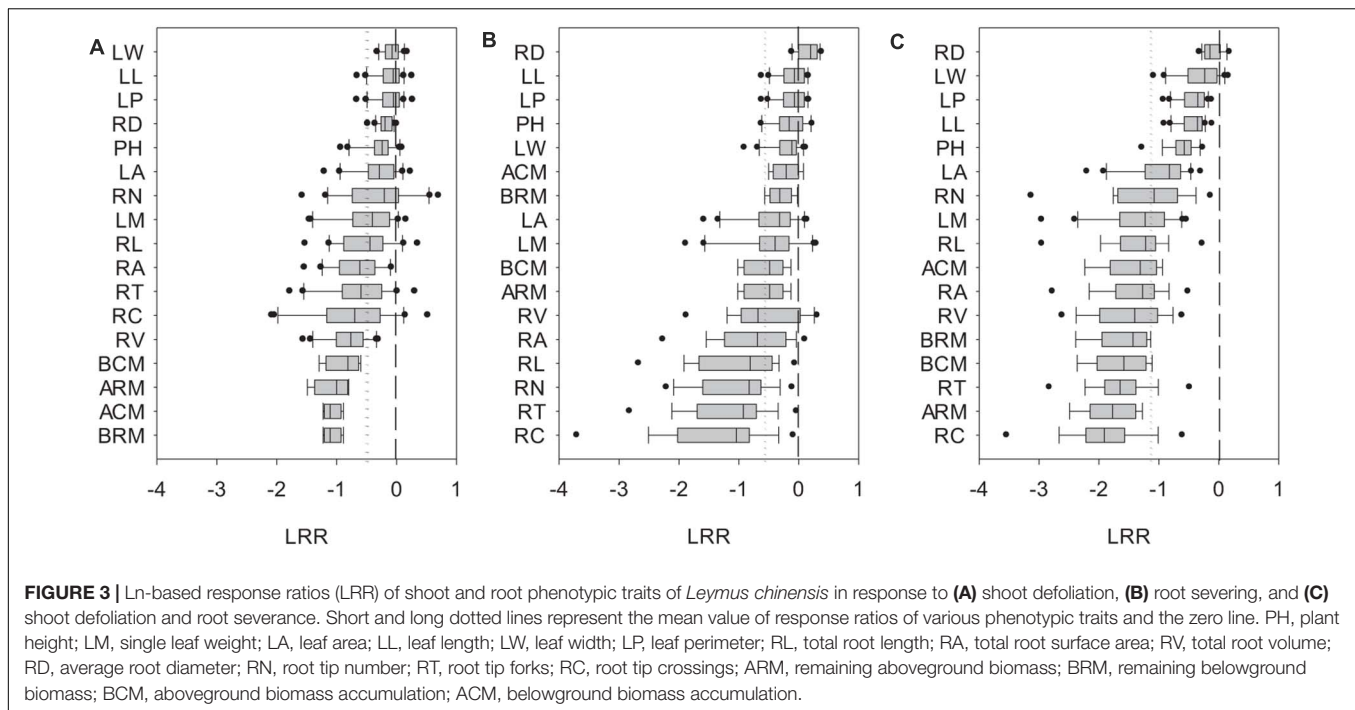 A
LW
LL
LP
RD
PH
LA
RN
LM
RL
RA
RT
RC
RV
BCM
ARM
ACM
BRM
-4 -3 -2 -1 0 1
LRR
B
RD
LL
LP
PH
LW
ACM
BRM
LA
LM
BCM
ARM
RV
RA
RL
RN
RT
RC
-4 -3 -2 -1 0 1
LRR
C
RD
LW
LP
LL
PH
LA
RN
LM
RL
ACM
RA
RV
BRM
BCM
RT
ARM
RC
-4 -3 -2 -1 0 1
LRR
FIGURE 3 | Ln-based response ratios (LRR) of shoot and root phenotypic traits of Leymus chinensis in response to (A) shoot defoliation, (B) root severing, and (C)
shoot defoliation and root severance. Short and long dotted lines represent the mean value of response ratios of various phenotypic traits and the zero line. PH, plant
height; LM, single leaf weight; LA, leaf area; LL, leaf length; LW, leaf width; LP, leaf perimeter; RL, total root length; RA, total root surface area; RV, total root volume;
RD, average root diameter; RN, root tip number; RT, root tip forks; RC, root tip crossings; ARM, remaining aboveground biomass; BRM, remaining belowground
biomass; BCM, aboveground biomass accumulation; ACM, belowground biomass accumulation.